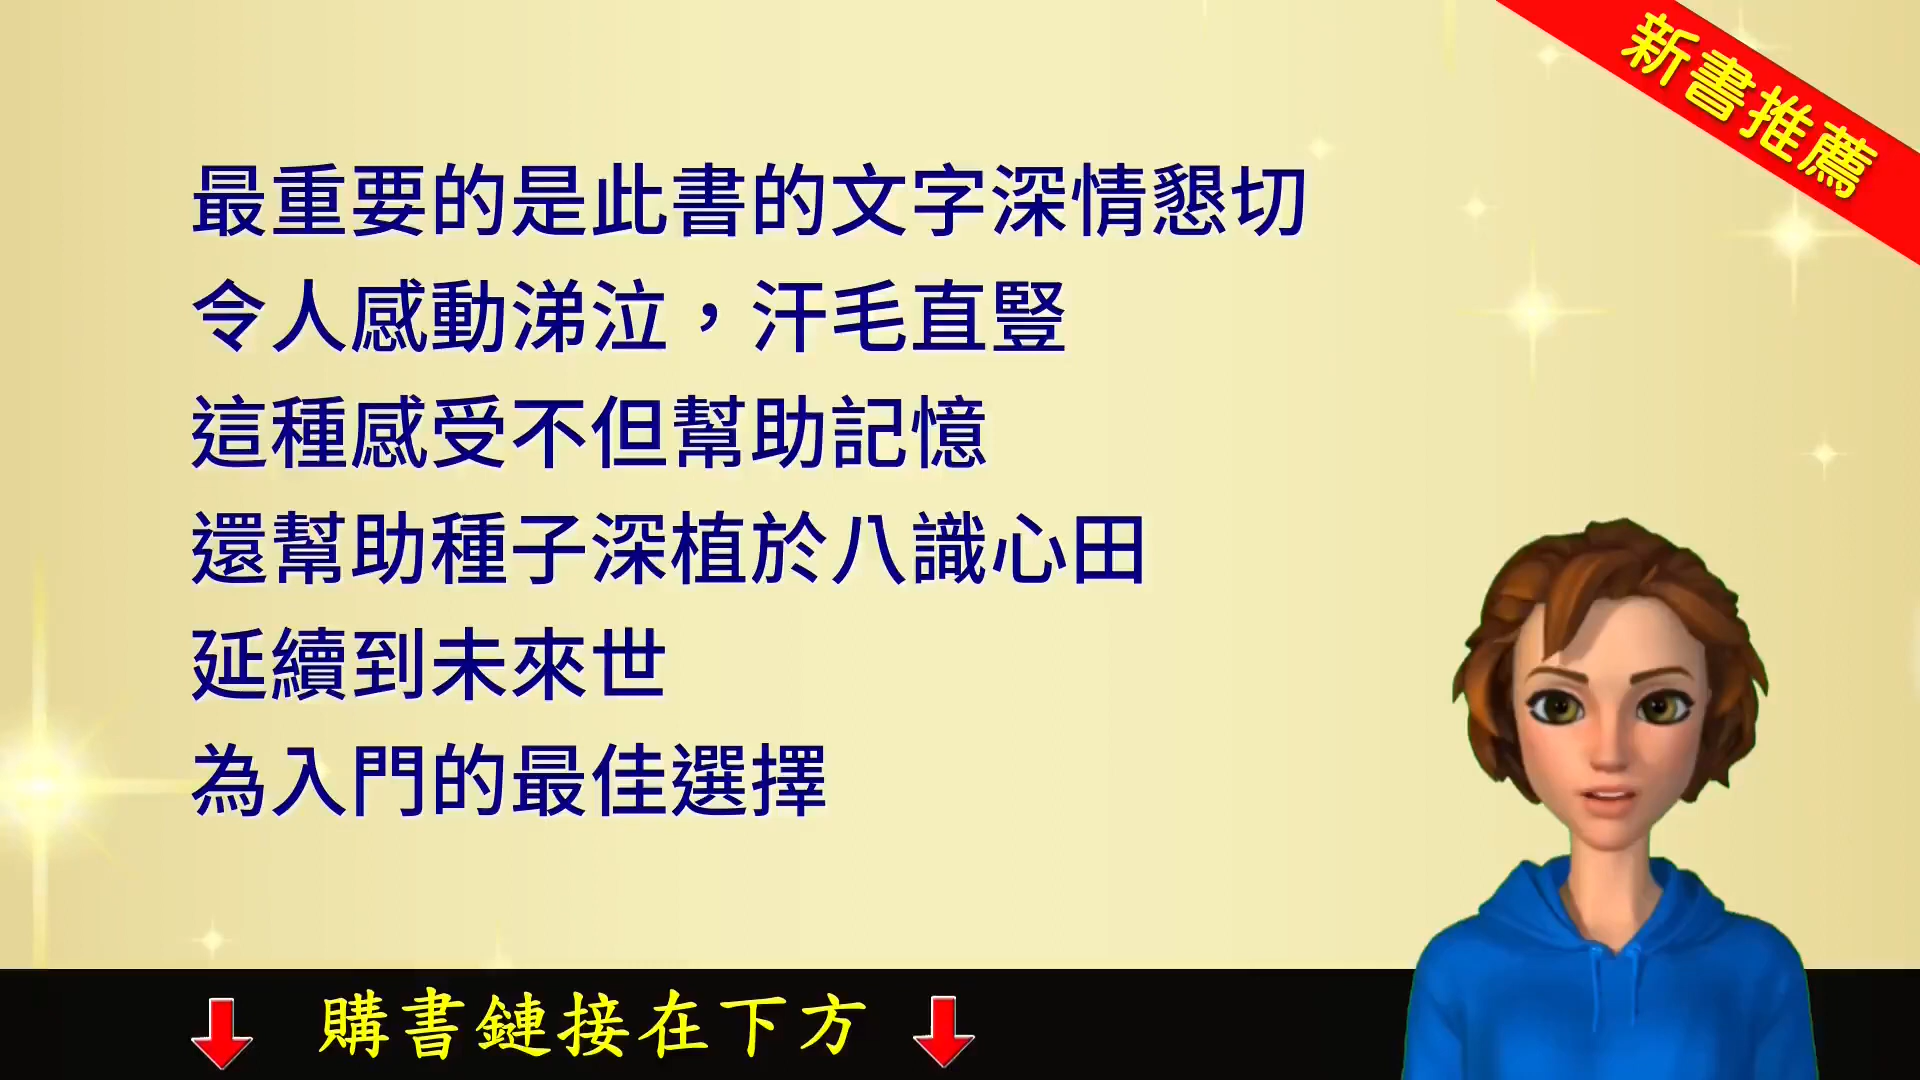 新書推薦
最重要的是此書的文字深情懇切
令人感動涕泣，汗毛直豎
這種感受不但幫助記憶
還幫助種子深植於八識心田
延續到未來世
為入門的最佳選擇
購書鏈接在下方